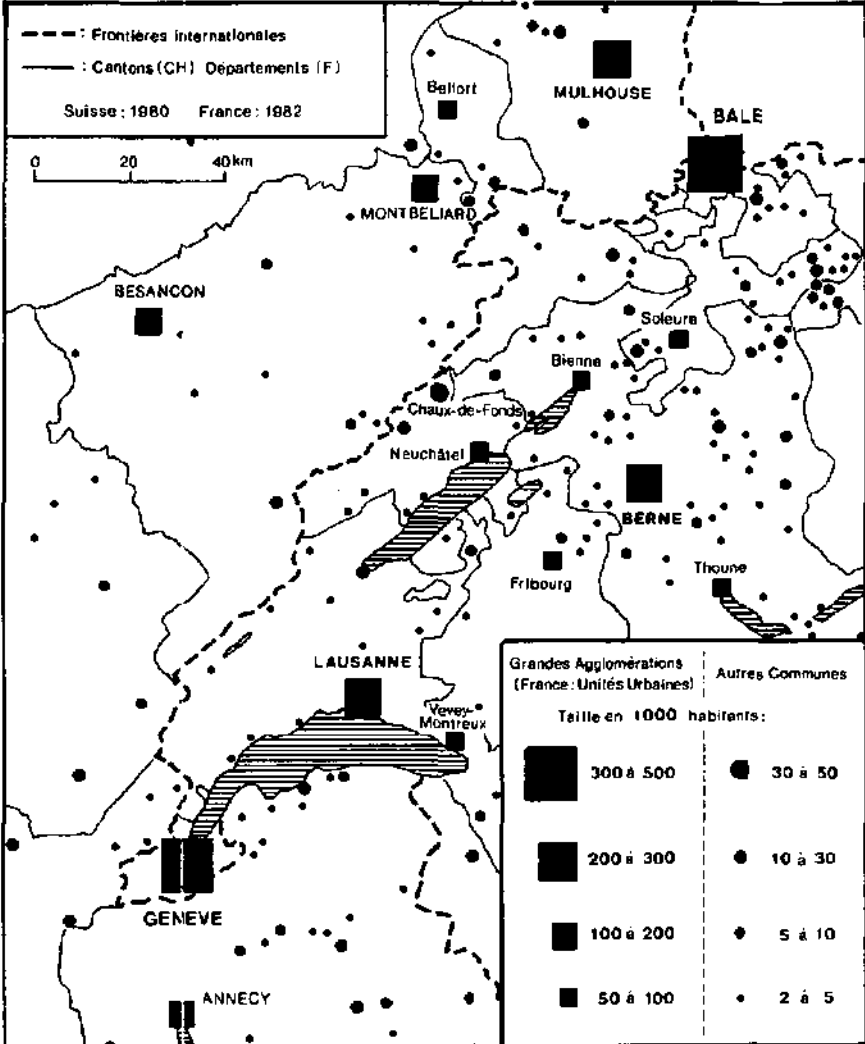 : Frontières internationales
: Cantons (CH) Départements (F)
Suisse : 1980 France : 1982
0 20 40 km
Belfort
MULHOUSE
BALE
MONTBELIARD
BESANCON
Soleure
Bienne
Chaux-de-Fonds
Neuchâtel
BERNE
Fribourg
Thoune
LAUSANNE
Vevey-
Montreux
GENEVE
ANNECY
Grandes Agglomérations
(France : Unités Urbaines)
Autres Communes
Taille en 1000 habitants :
300 à 500
30 à 50
200 à 300
10 à 30
100 à 200
5 à 10
50 à 100
2 à 5